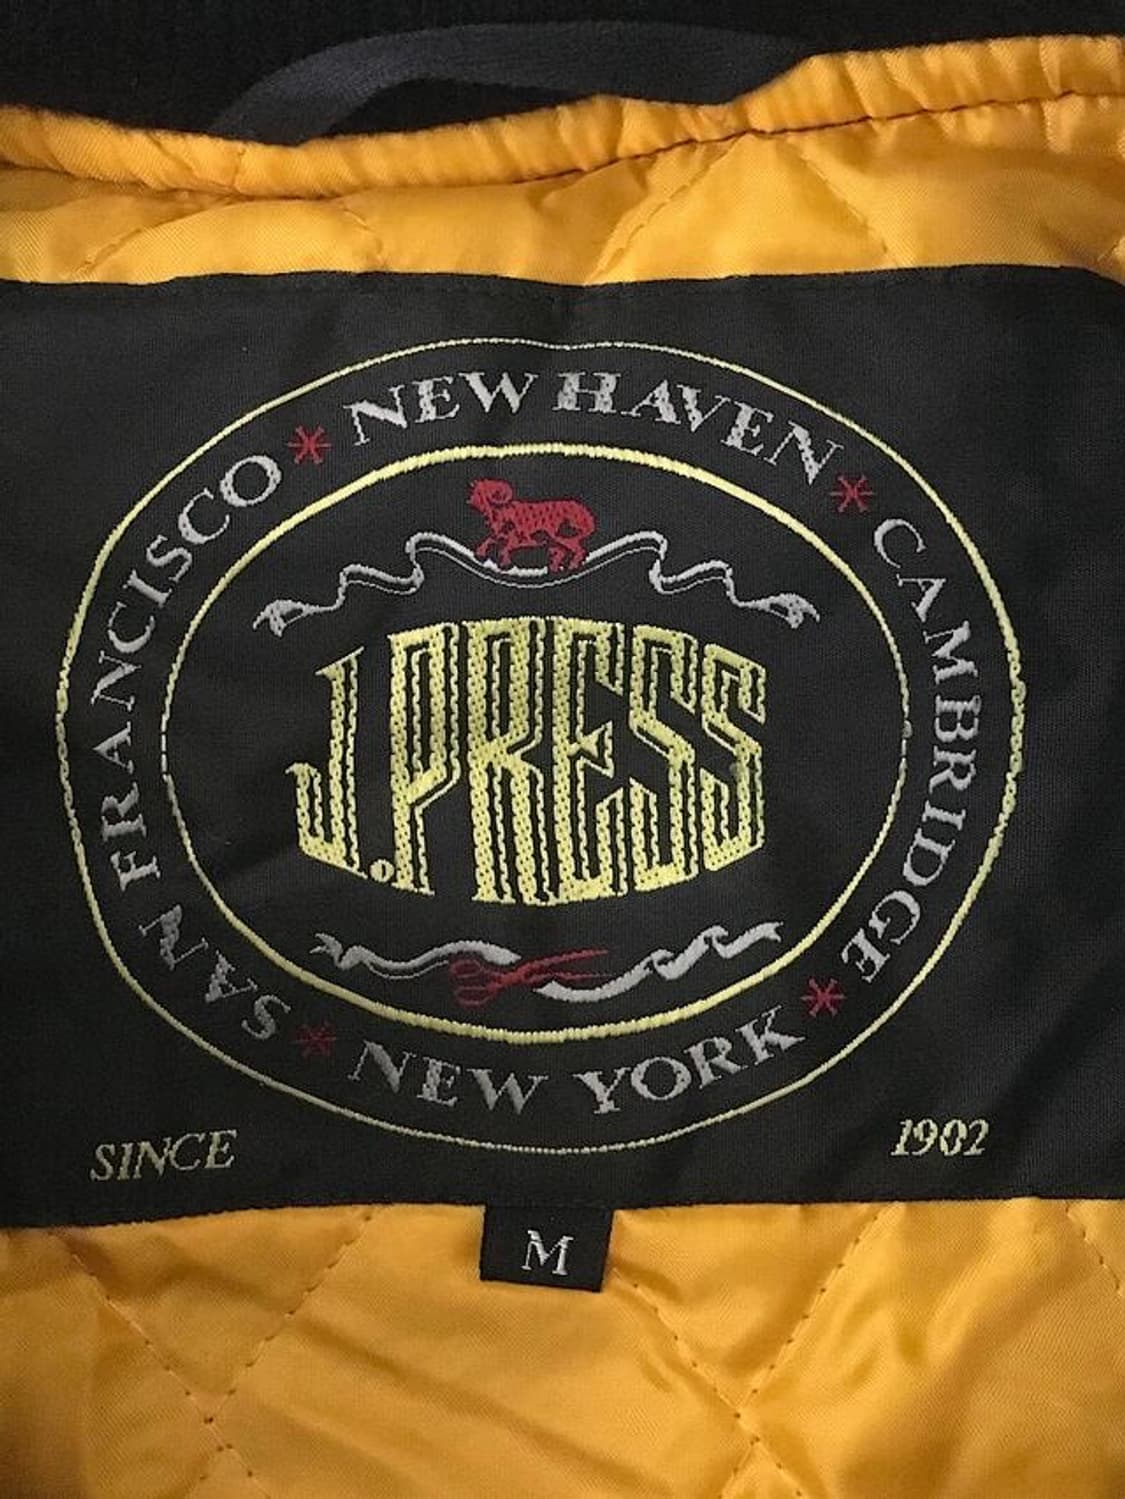 NEW HAVEN * CAMBRIDGE * NEW YORK * SAN FRANCISCO *
J.PRESS
SINCE 1902
M